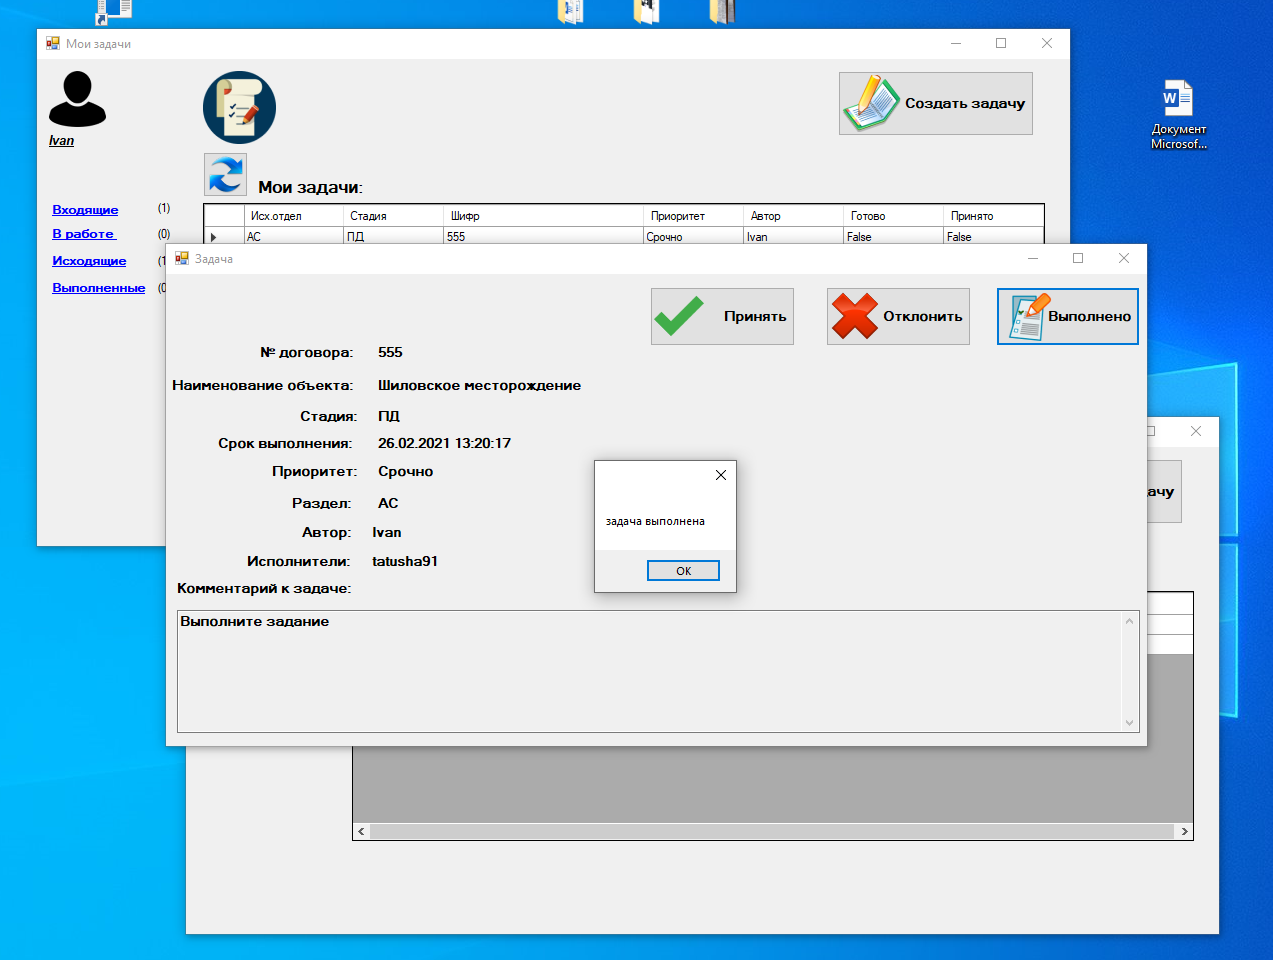 Мои задачи
Ivan
Создать задачу
Мои задачи:
Входящие (1)
В работе (0)
Исходящие
Выполненные
Исх.отдел Стадия Шифр Приоритет Автор Готово Принято
АС ПД 555 Срочно Ivan False False
Документ
Microsof...
Задача
Принять
Отклонить
Выполнено
№ договора: 555
Наименование объекта: Шиловское месторождение
Стадия: ПД
Срок выполнения: 26.02.2021 13:20:17
Приоритет: Срочно
Раздел: АС
Автор: Ivan
Исполнители: tatusha91
Комментарий к задаче:
Выполните задание
задача выполнена
OK